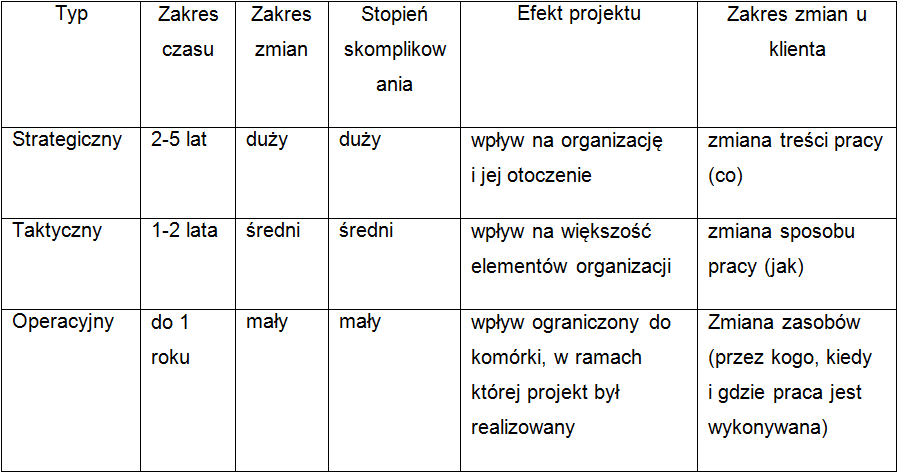 Typ
Zakres
czasu
Zakres
zmian
Stopień
skomplikow
ania
Efekt projektu
Zakres zmian u
klienta
Strategiczny
2-5 lat
duży
duży
wpływ na organizację
i jej otoczenie
zmiana treści pracy
(co)
Taktyczny
1-2 lata
średni
średni
wpływ na większość
elementów organizacji
zmiana sposobu
pracy (jak)
Operacyjny
do 1
roku
mały
mały
wpływ ograniczony do
komórki, w ramach
której projekt był
realizowany
Zmiana zasobów
(przez kogo, kiedy
i gdzie praca jest
wykonywana)